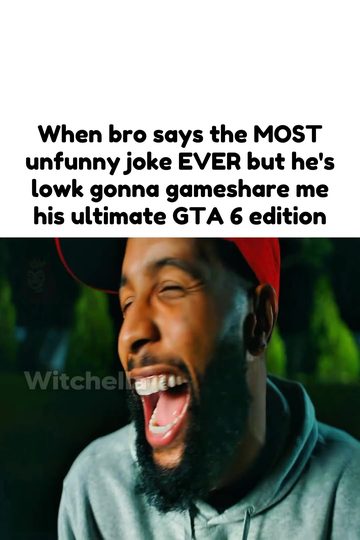 When bro says the MOST
unfunny joke EVER but he's
lowk gonna gameshare me
his ultimate GTA 6 edition